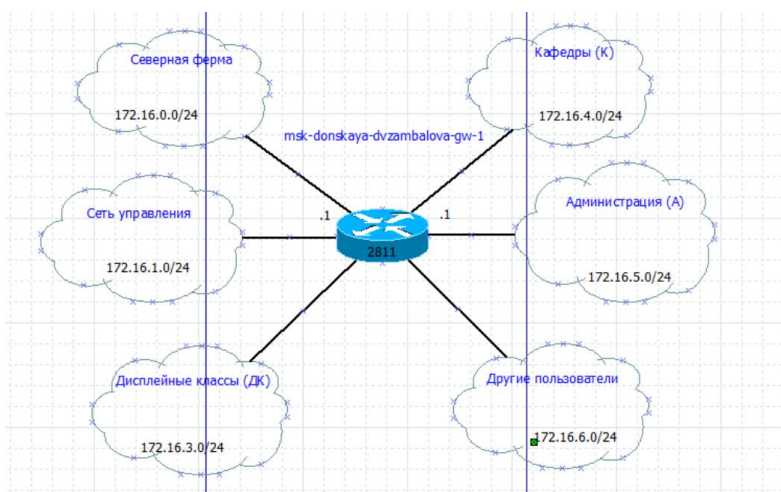 Северная ферма
172.16.0.0/24
Кафедры (К)
172.16.4.0/24
msk-donskaya-dvzambalova-gw-1
Сеть управления
172.16.1.0/24
.1
.1
2811
Администрация (А)
172.16.5.0/24
Дисплейные классы (ДК)
172.16.3.0/24
Другие пользователи
172.16.6.0/24